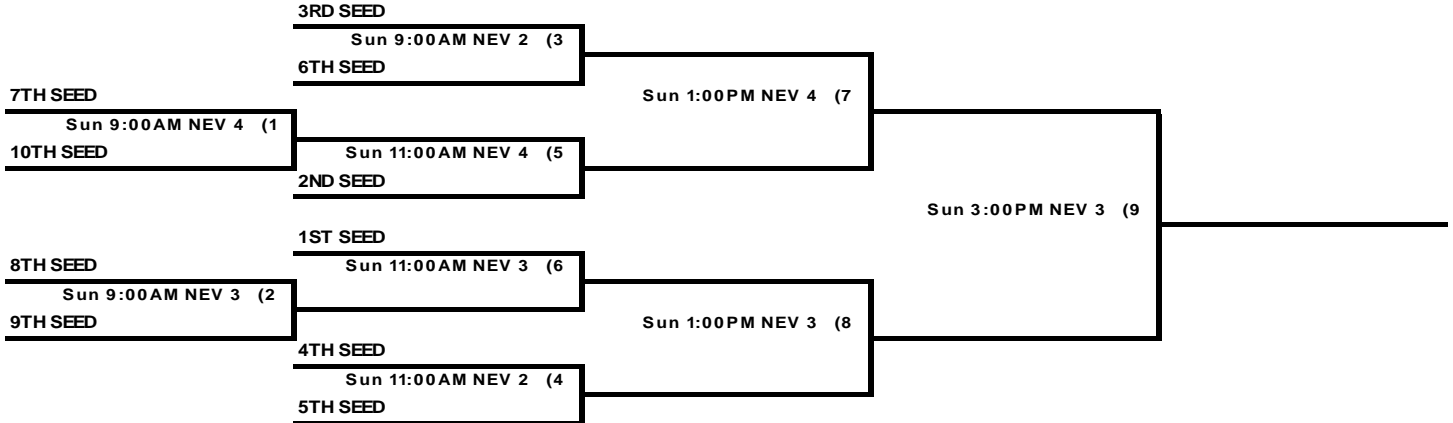 3RD SEED
Sun 9:00AM NEV 2 (3
6TH SEED
7TH SEED
Sun 1:00PM NEV 4 (7
Sun 9:00AM NEV 4 (1
10TH SEED
Sun 11:00AM NEV 4 (5
2ND SEED
Sun 3:00PM NEV 3 (9
1ST SEED
8TH SEED
Sun 11:00AM NEV 3 (6
Sun 9:00AM NEV 3 (2
9TH SEED
Sun 1:00PM NEV 3 (8
4TH SEED
Sun 11:00AM NEV 2 (4
5TH SEED